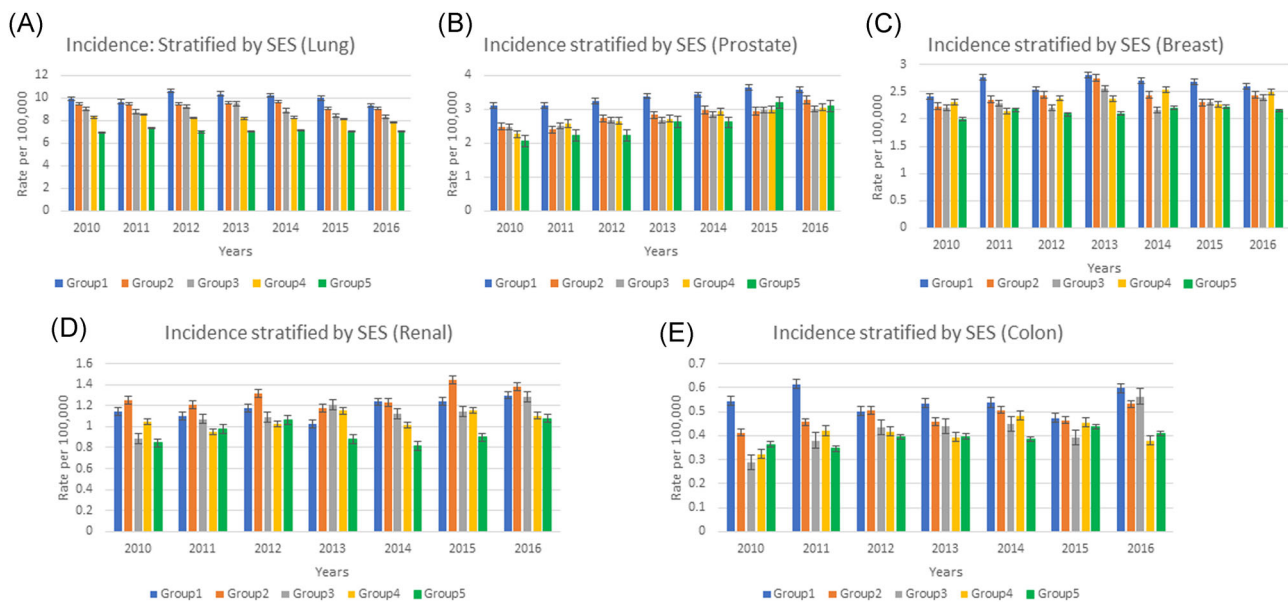 (A)
Incidence: Stratified by SES (Lung)
Rate per 100,000
12
10
8
6
4
2
0
2010 2011 2012 2013 2014 2015 2016
Years
Group1 Group2 Group3 Group4 Group5
(B)
Incidence stratified by SES (Prostate)
Rate per 100,000
4
3
2
1
0
2010 2011 2012 2013 2014 2015 2016
Years
Group1 Group2 Group3 Group4 Group5
(C)
Incidence stratified by SES (Breast)
Rate per 100,000
3
2.5
2
1.5
1
0.5
0
2010 2011 2012 2013 2014 2015 2016
Years
Group1 Group2 Group3 Group4 Group5
(D)
Incidence stratified by SES (Renal)
Rate per 100,000
1.6
1.4
1.2
1
0.8
0.6
0.4
0.2
0
2010 2011 2012 2013 2014 2015 2016
Years
Group1 Group2 Group3 Group4 Group5
(E)
Incidence stratified by SES (Colon)
Rate per 100,000
0.7
0.6
0.5
0.4
0.3
0.2
0.1
0
2010 2011 2012 2013 2014 2015 2016
Years
Group1 Group2 Group3 Group4 Group5